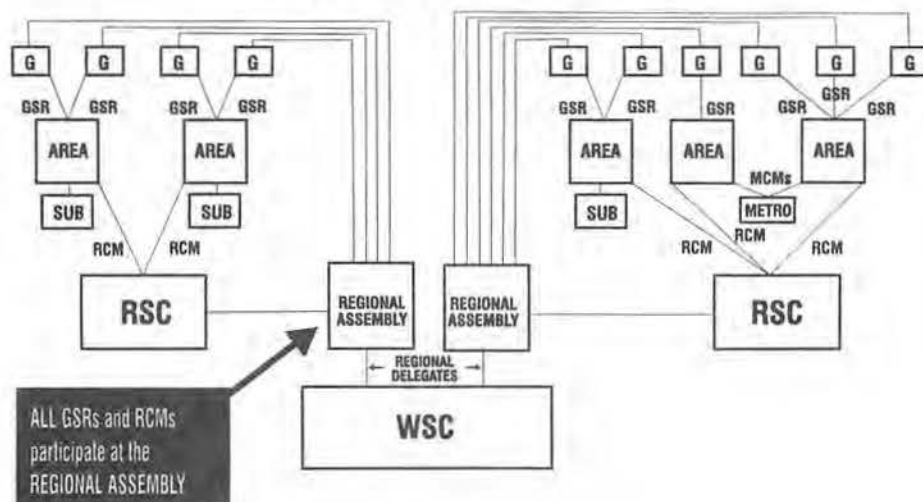 G G G G G G G G G G
GSR
GSR GSR GSR GSR GSR GSR GSR GSR GSR
AREA AREA AREA AREA AREA
MCMs
SUB SUB SUB METRO
RCM
RCM RCM RCM RCM
RSC
REGIONAL
ASSEMBLY
REGIONAL
ASSEMBLY
RSC
REGIONAL
DELEGATES
WSC
ALL GSRs and RCMs
participate at the
REGIONAL ASSEMBLY